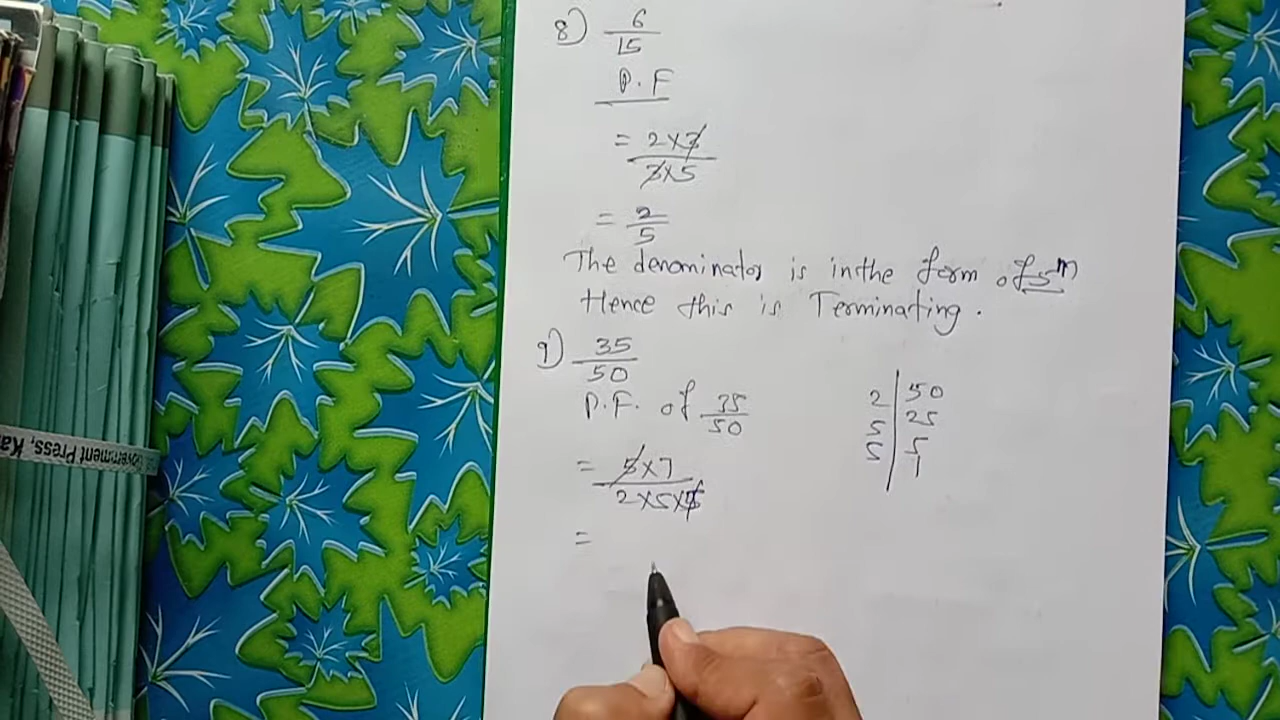 8) 6/15
P.F
= 2×3/3×5
= 2/5
The denominator is in the form of 5^m
Hence this is Terminating.
9) 35/50
P.F. of 35/50
= 5×7/2×5×5
=
2 | 50
5 | 25
5 | 5
1
overnment Press, Ka